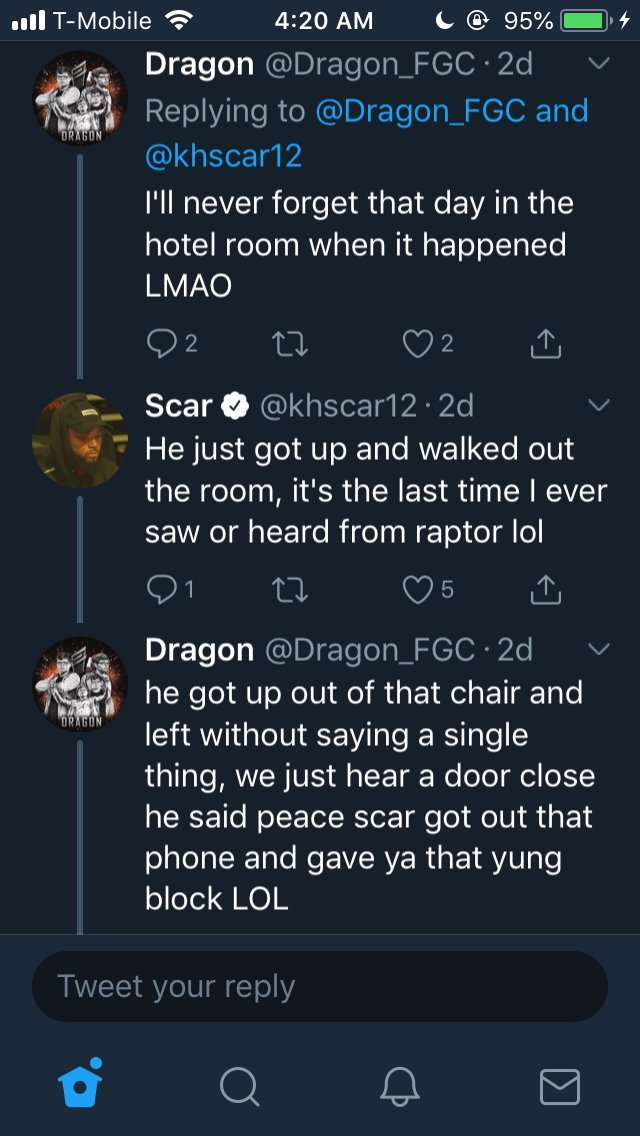 T-Mobile 4:20 AM 95%
Dragon @Dragon_FGC · 2d
Replying to @Dragon_FGC and
@khscar12
I'll never forget that day in the
hotel room when it happened
LMAO
2 2
Scar @khscar12 · 2d
He just got up and walked out
the room, it's the last time I ever
saw or heard from raptor lol
1 5
Dragon @Dragon_FGC · 2d
he got up out of that chair and
left without saying a single
thing, we just hear a door close
he said peace scar got out that
phone and gave ya that yung
block LOL
Tweet your reply
DRAGON
DRAGON